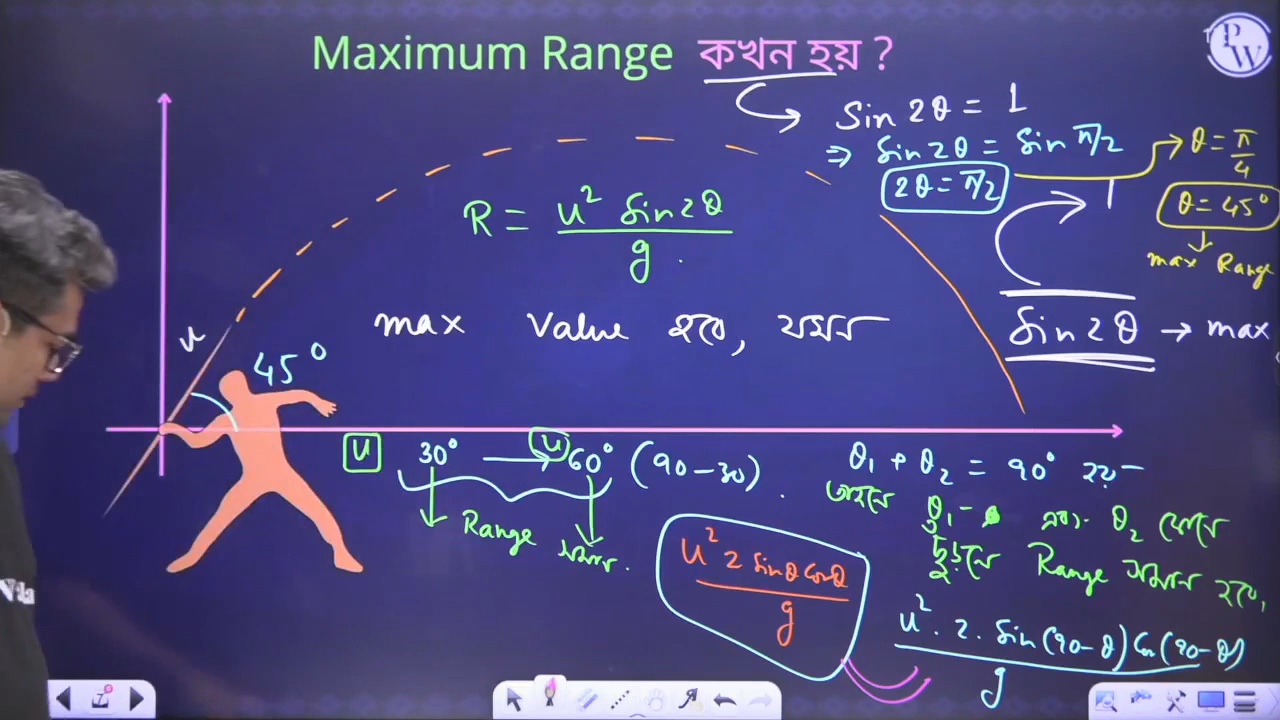 Maximum Range কখন হয় ?
PW
Sin 2θ = 1
⇒ Sin 2θ = Sin π/2
2θ = π/2
θ = π/4
θ = 45°
max Range
R = u² Sin2θ / g
max Value হবে, যখন Sin 2θ → max
1
u
45°
u 30° → u 60° (90-30).
Range সমান.
θ₁ + θ₂ = 90° হয়
তাহলে θ₁ - এবং θ₂ কোনে
ছুঁড়লে Range সমান হবে,
u² 2 Sinθ Cosθ / g
u² . 2 . Sin(90-θ) Cos(90-θ) / g